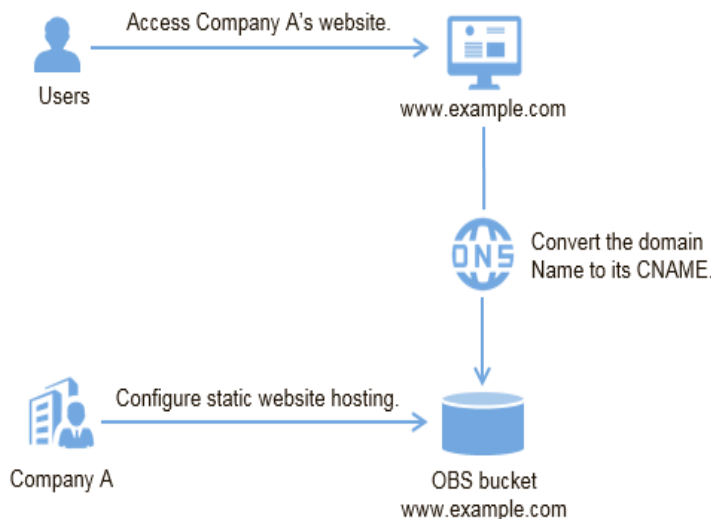 Access Company A's website.
Users
www.example.com
DNS
Convert the domain
Name to its CNAME.
Configure static website hosting.
Company A
OBS bucket
www.example.com